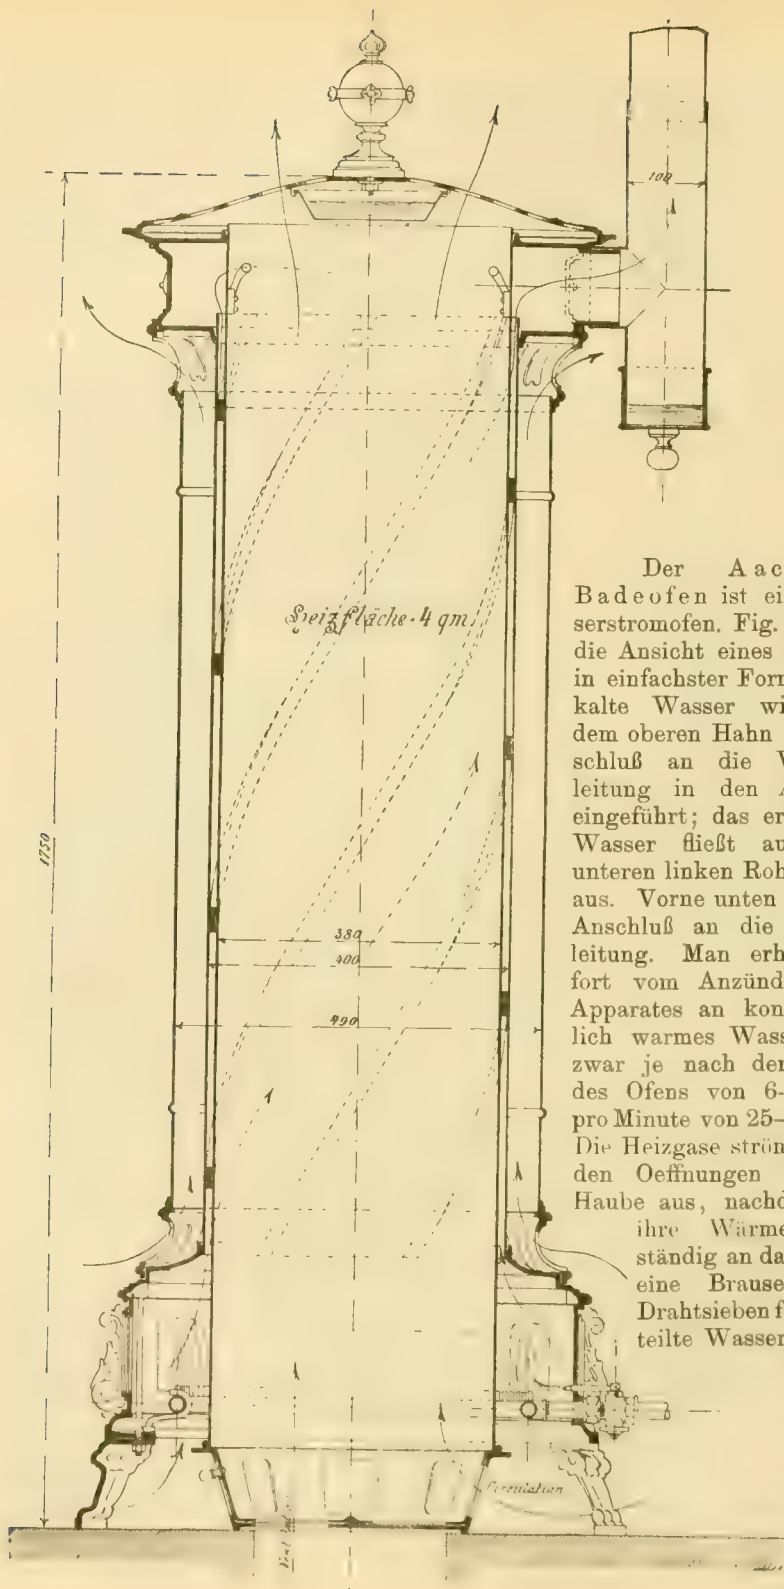 100
Heizfläche · 4 qm
1750
380
400
490
Circulation
Der Aac
Badeofen ist ei
serstromofen. Fig.
die Ansicht eines
in einfachster Forn
kalte Wasser wi
dem oberen Hahn
schluß an die W
leitung in den A
eingeführt; das er
Wasser fließt au
unteren linken Roh
aus. Vorne unten
Anschluß an die
leitung. Man erh
fort vom Anzünd
Apparates an kon
lich warmes Wass
zwar je nach der
des Ofens von 6-
pro Minute von 25-
Die Heizgase strön
den Oeffnungen
Haube aus, nachd
ihre Wärme
ständig an da
eine Brause
Drahtsieben f
teilte Wasser